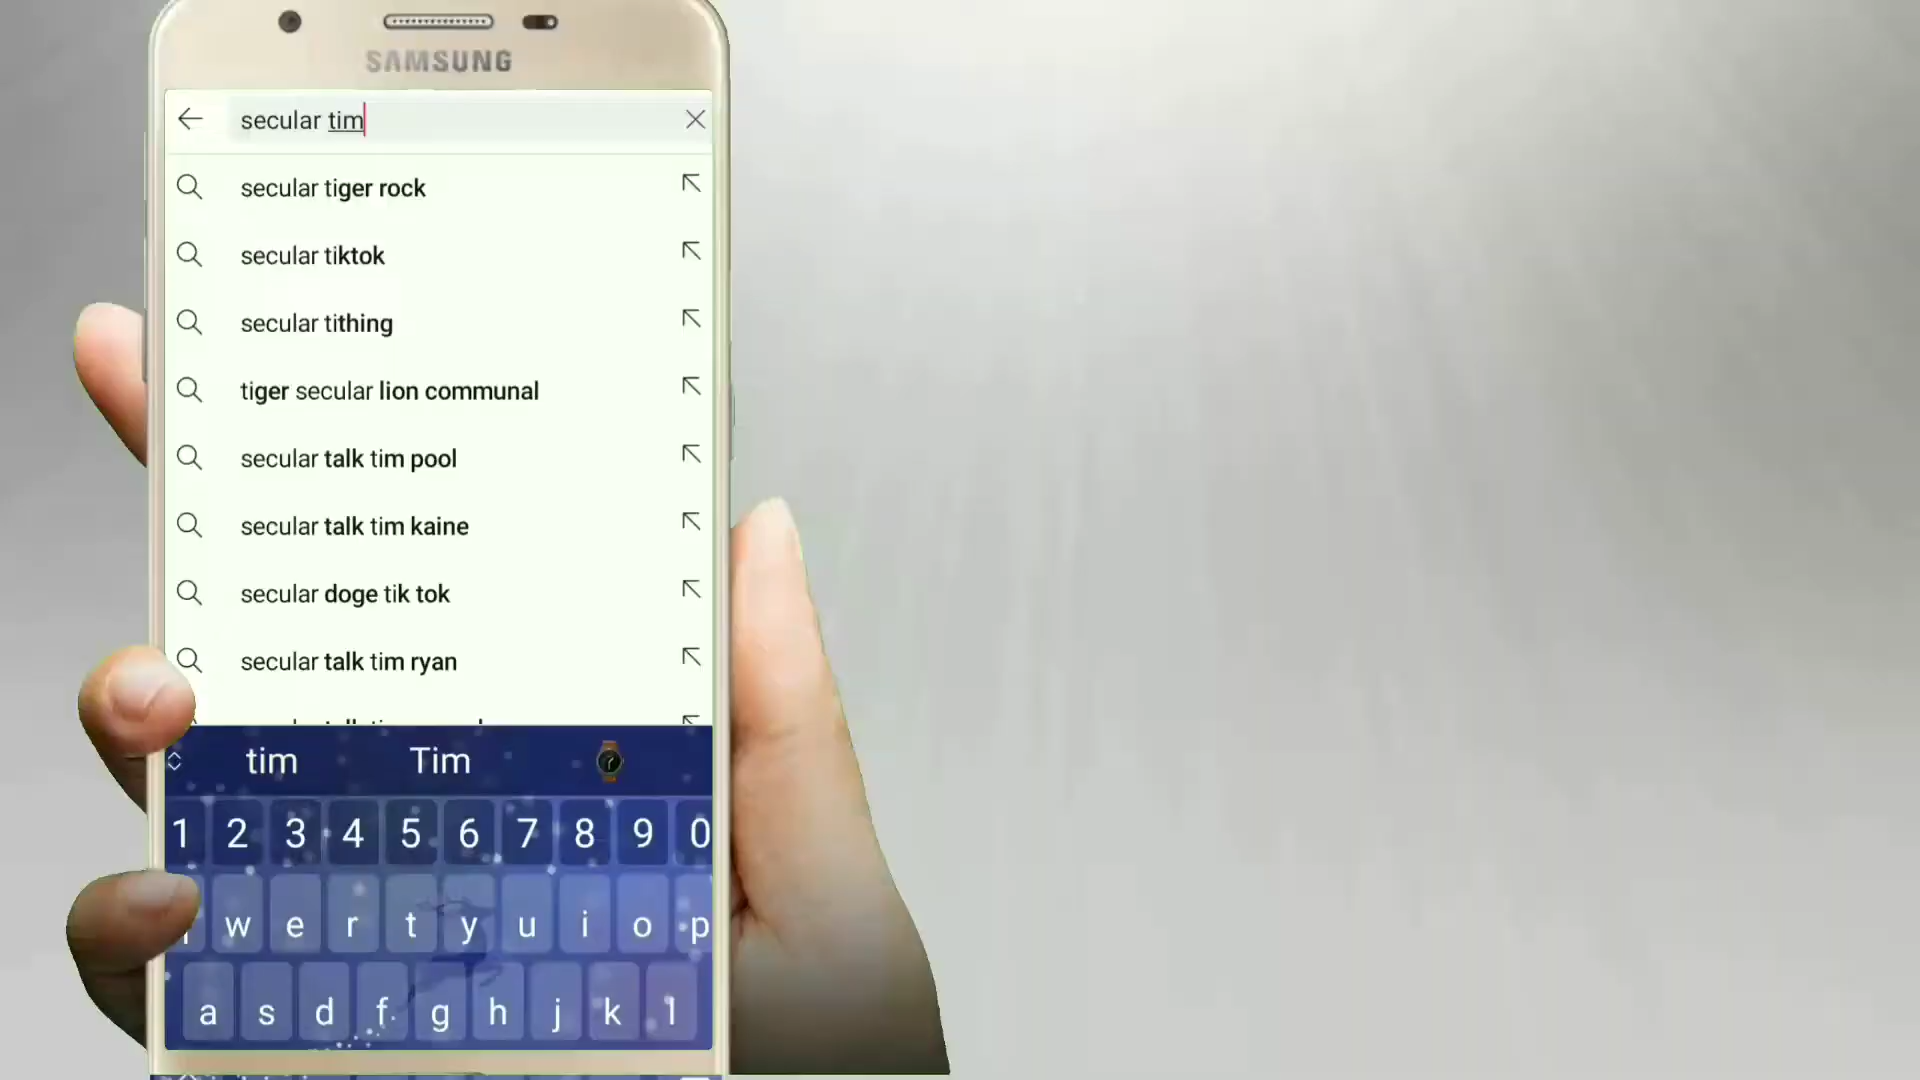 SAMSUNG
secular tim
secular tiger rock
secular tiktok
secular tithing
tiger secular lion communal
secular talk tim pool
secular talk tim kaine
secular doge tik tok
secular talk tim ryan
tim Tim
1 2 3 4 5 6 7 8 9 0
w e r t y u i o p
a s d f g h j k l